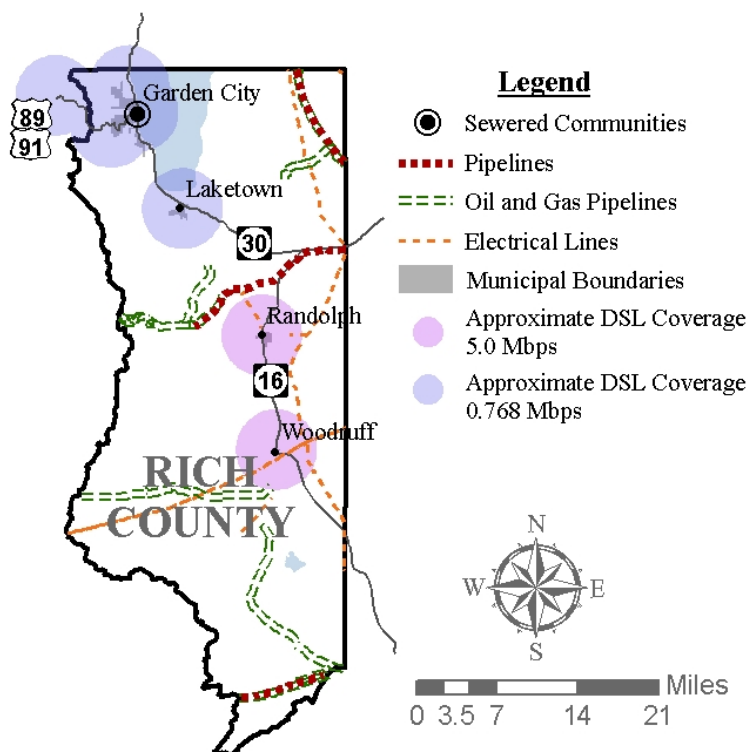 Garden City
89
91
Laketown
30
Randolph
16
Woodruff
RICH
COUNTY
Legend
Sewered Communities
Pipelines
Oil and Gas Pipelines
Electrical Lines
Municipal Boundaries
Approximate DSL Coverage
5.0 Mbps
Approximate DSL Coverage
0.768 Mbps
N
W E
S
Miles
0 3.5 7 14 21